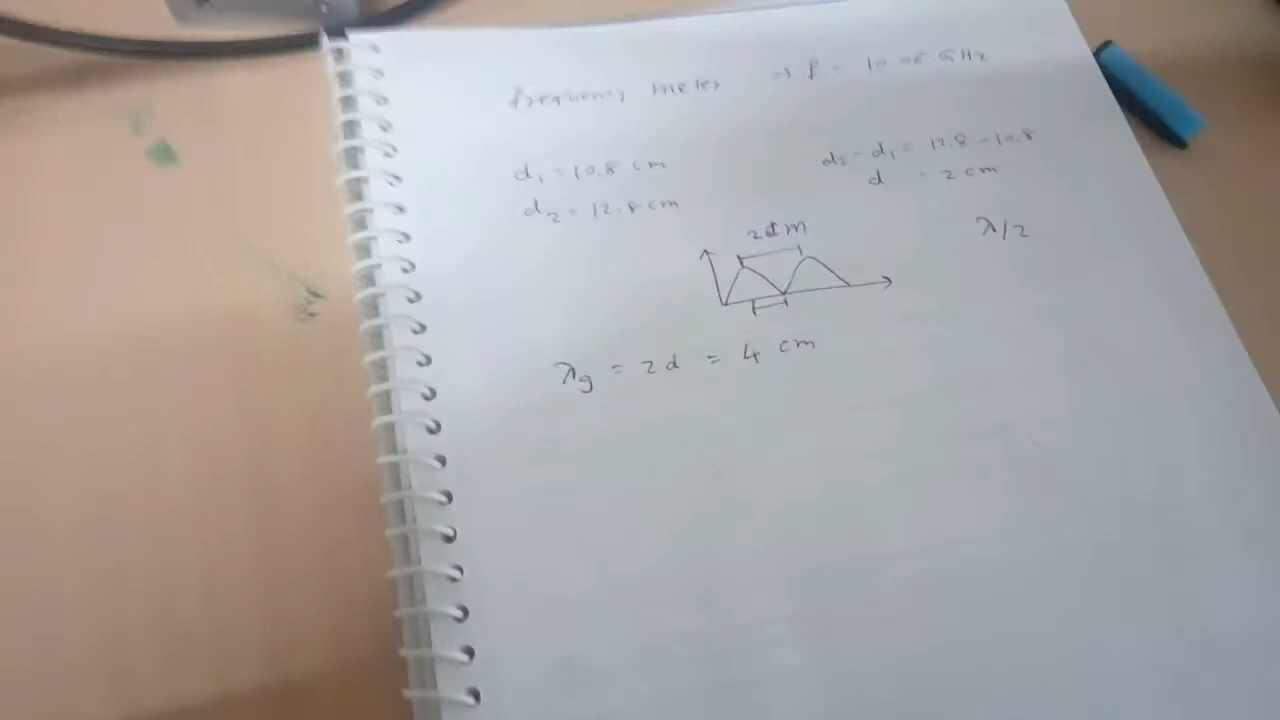 frequency meter => f = 10.06 GHz
d₁ = 10.8 cm
d₂ = 12.8 cm
d₂ - d₁ = 12.8 - 10.8
d = 2 cm
λ/2
2cm
λg = 2d = 4 cm